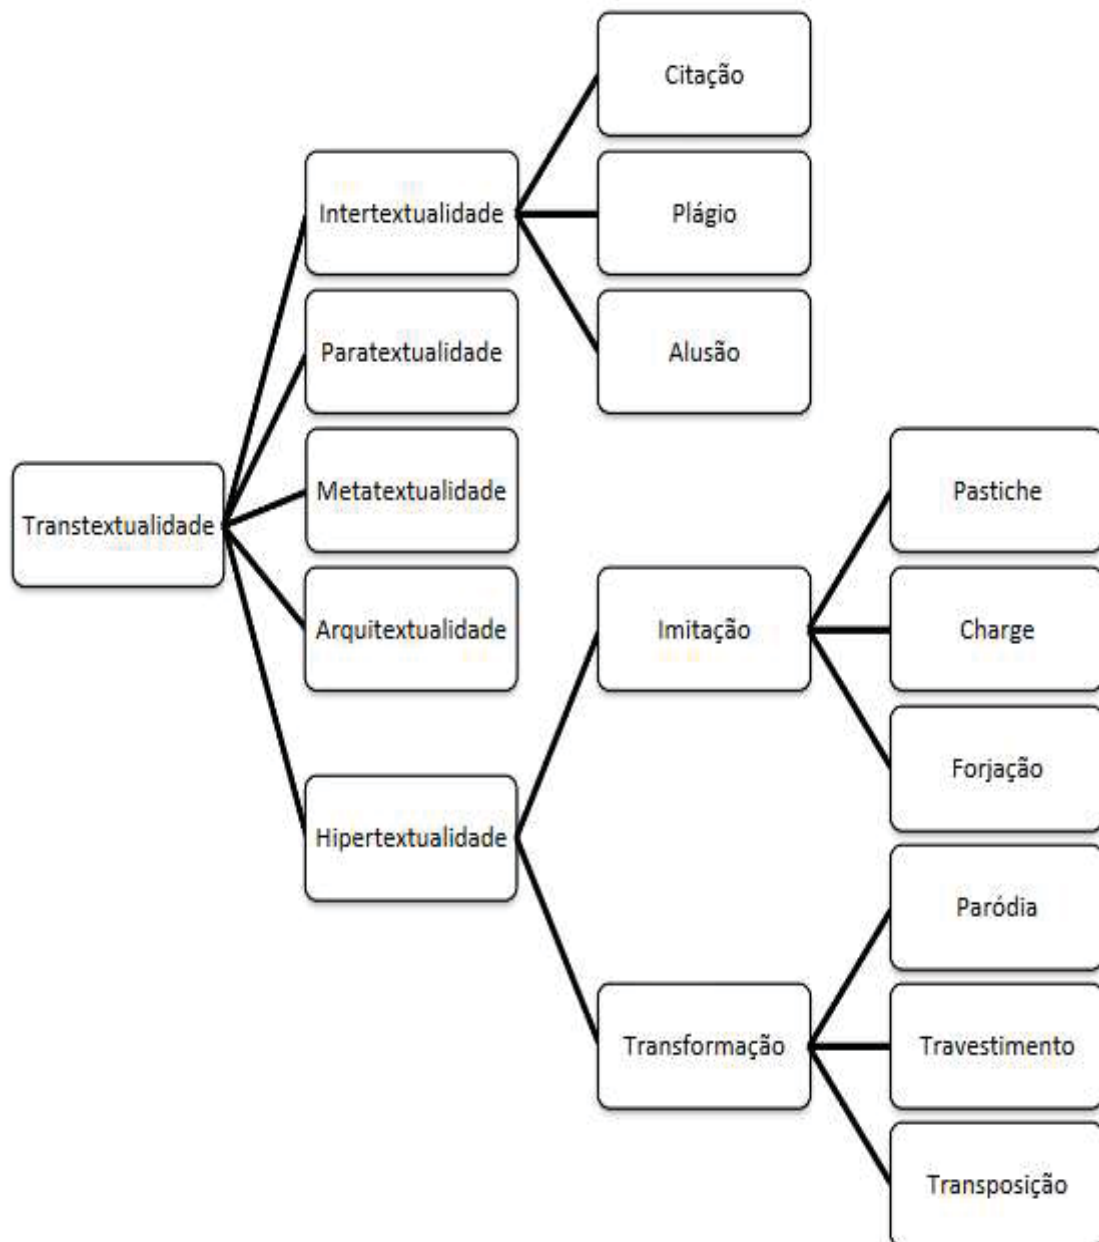 Citação
Intertextualidade
Plágio
Paratextualidade
Alusão
Transtextualidade
Metatextualidade
Pastiche
Arquitextualidade
Imitação
Charge
Forjação
Hipertextualidade
Paródia
Transformação
Travestimento
Transposição